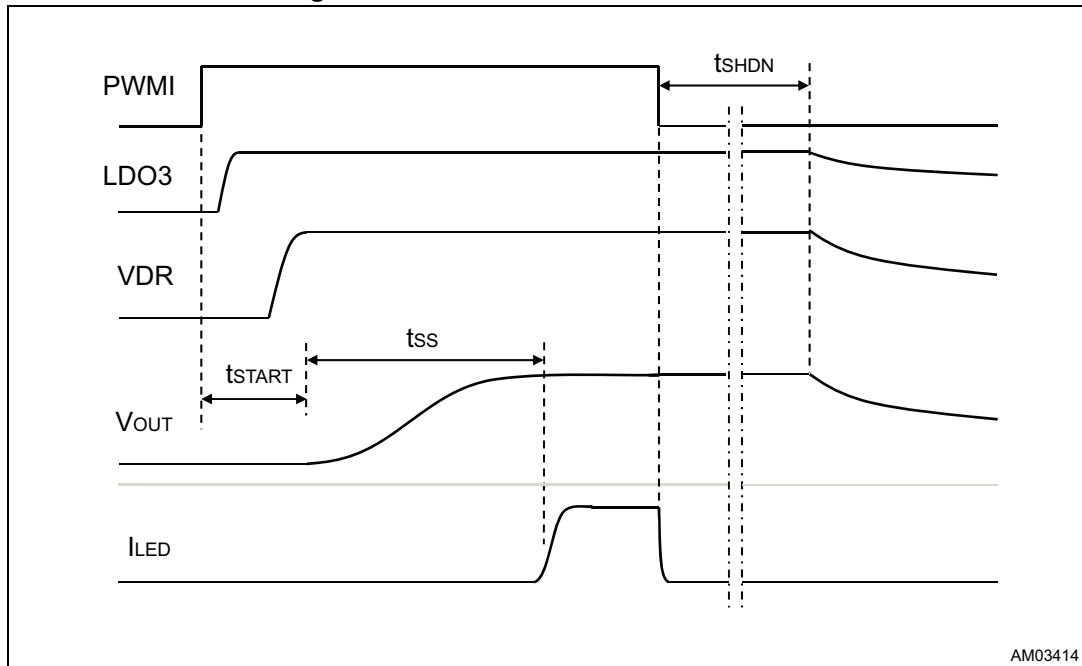 PWMI
tSHDN
LDO3
VDR
tSS
tSTART
VOUT
ILED
AM03414